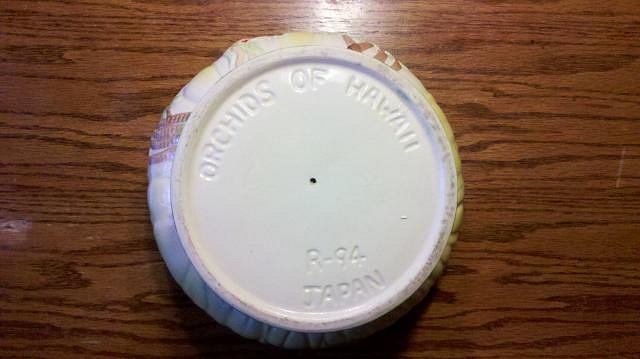 ORCHIDS OF HAWAII
R-94
JAPAN